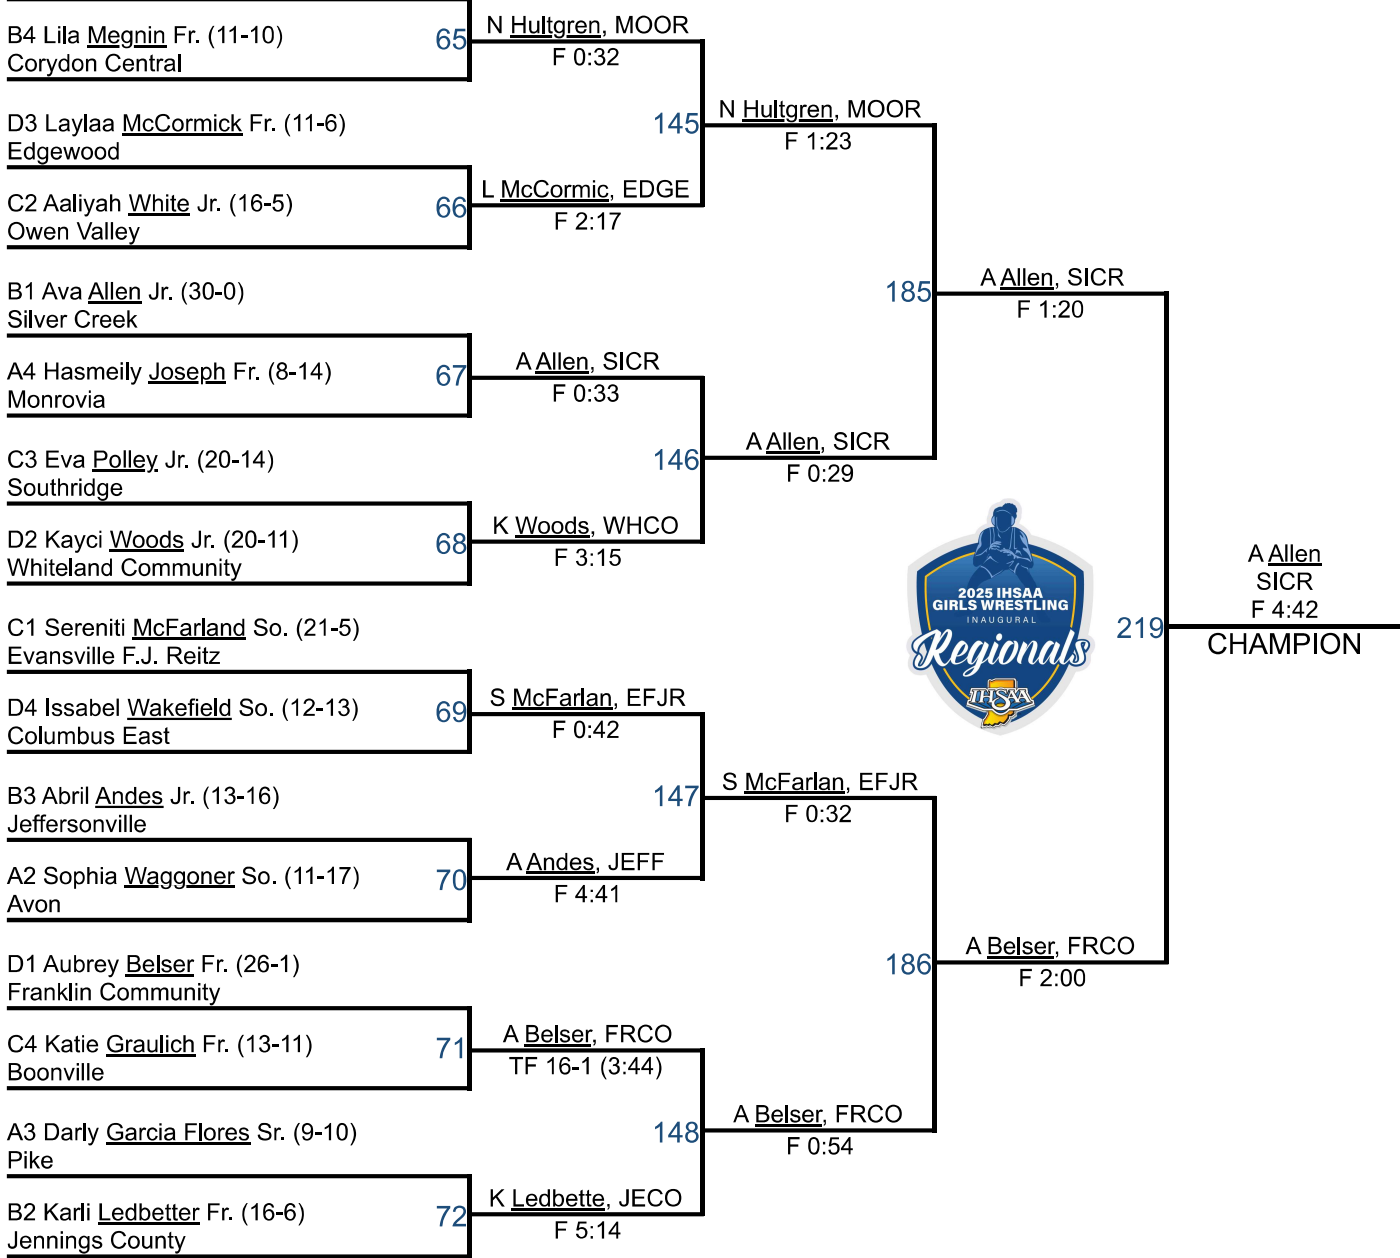 B4 Lila Megnin Fr. (11-10)
Corydon Central
65
N Hultgren, MOOR
F 0:32
D3 Laylaa McCormick Fr. (11-6)
Edgewood
145
N Hultgren, MOOR
F 1:23
C2 Aaliyah White Jr. (16-5)
Owen Valley
66
L McCormic, EDGE
F 2:17
B1 Ava Allen Jr. (30-0)
Silver Creek
185
A Allen, SICR
F 1:20
A4 Hasmeily Joseph Fr. (8-14)
Monrovia
67
A Allen, SICR
F 0:33
C3 Eva Polley Jr. (20-14)
Southridge
146
A Allen, SICR
F 0:29
D2 Kayci Woods Jr. (20-11)
Whiteland Community
68
K Woods, WHCO
F 3:15
2025 IHSAA
GIRLS WRESTLING
INAUGURAL
Regionals
IHSAA
219
A Allen
SICR
F 4:42
CHAMPION
C1 Sereniti McFarland So. (21-5)
Evansville F.J. Reitz
D4 Issabel Wakefield So. (12-13)
Columbus East
69
S McFarlan, EFJR
F 0:42
B3 Abril Andes Jr. (13-16)
Jeffersonville
147
S McFarlan, EFJR
F 0:32
A2 Sophia Waggoner So. (11-17)
Avon
70
A Andes, JEFF
F 4:41
D1 Aubrey Belser Fr. (26-1)
Franklin Community
186
A Belser, FRCO
F 2:00
C4 Katie Graulich Fr. (13-11)
Boonville
71
A Belser, FRCO
TF 16-1 (3:44)
A3 Darly Garcia Flores Sr. (9-10)
Pike
148
A Belser, FRCO
F 0:54
B2 Karli Ledbetter Fr. (16-6)
Jennings County
72
K Ledbette, JECO
F 5:14